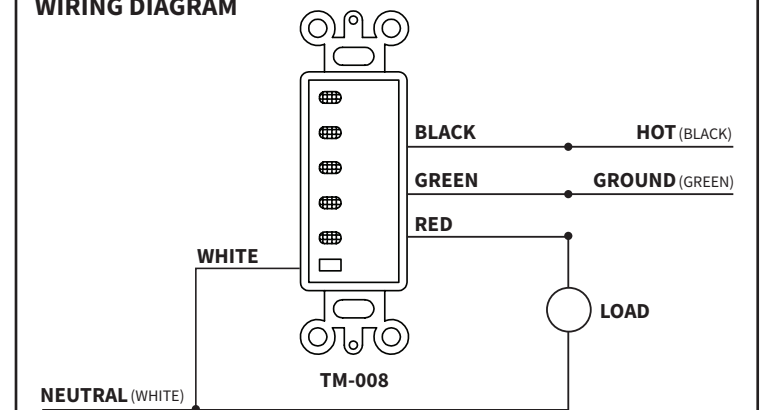 WIRING DIAGRAM
BLACK
HOT (BLACK)
GREEN
GROUND (GREEN)
RED
WHITE
LOAD
TM-008
NEUTRAL (WHITE)